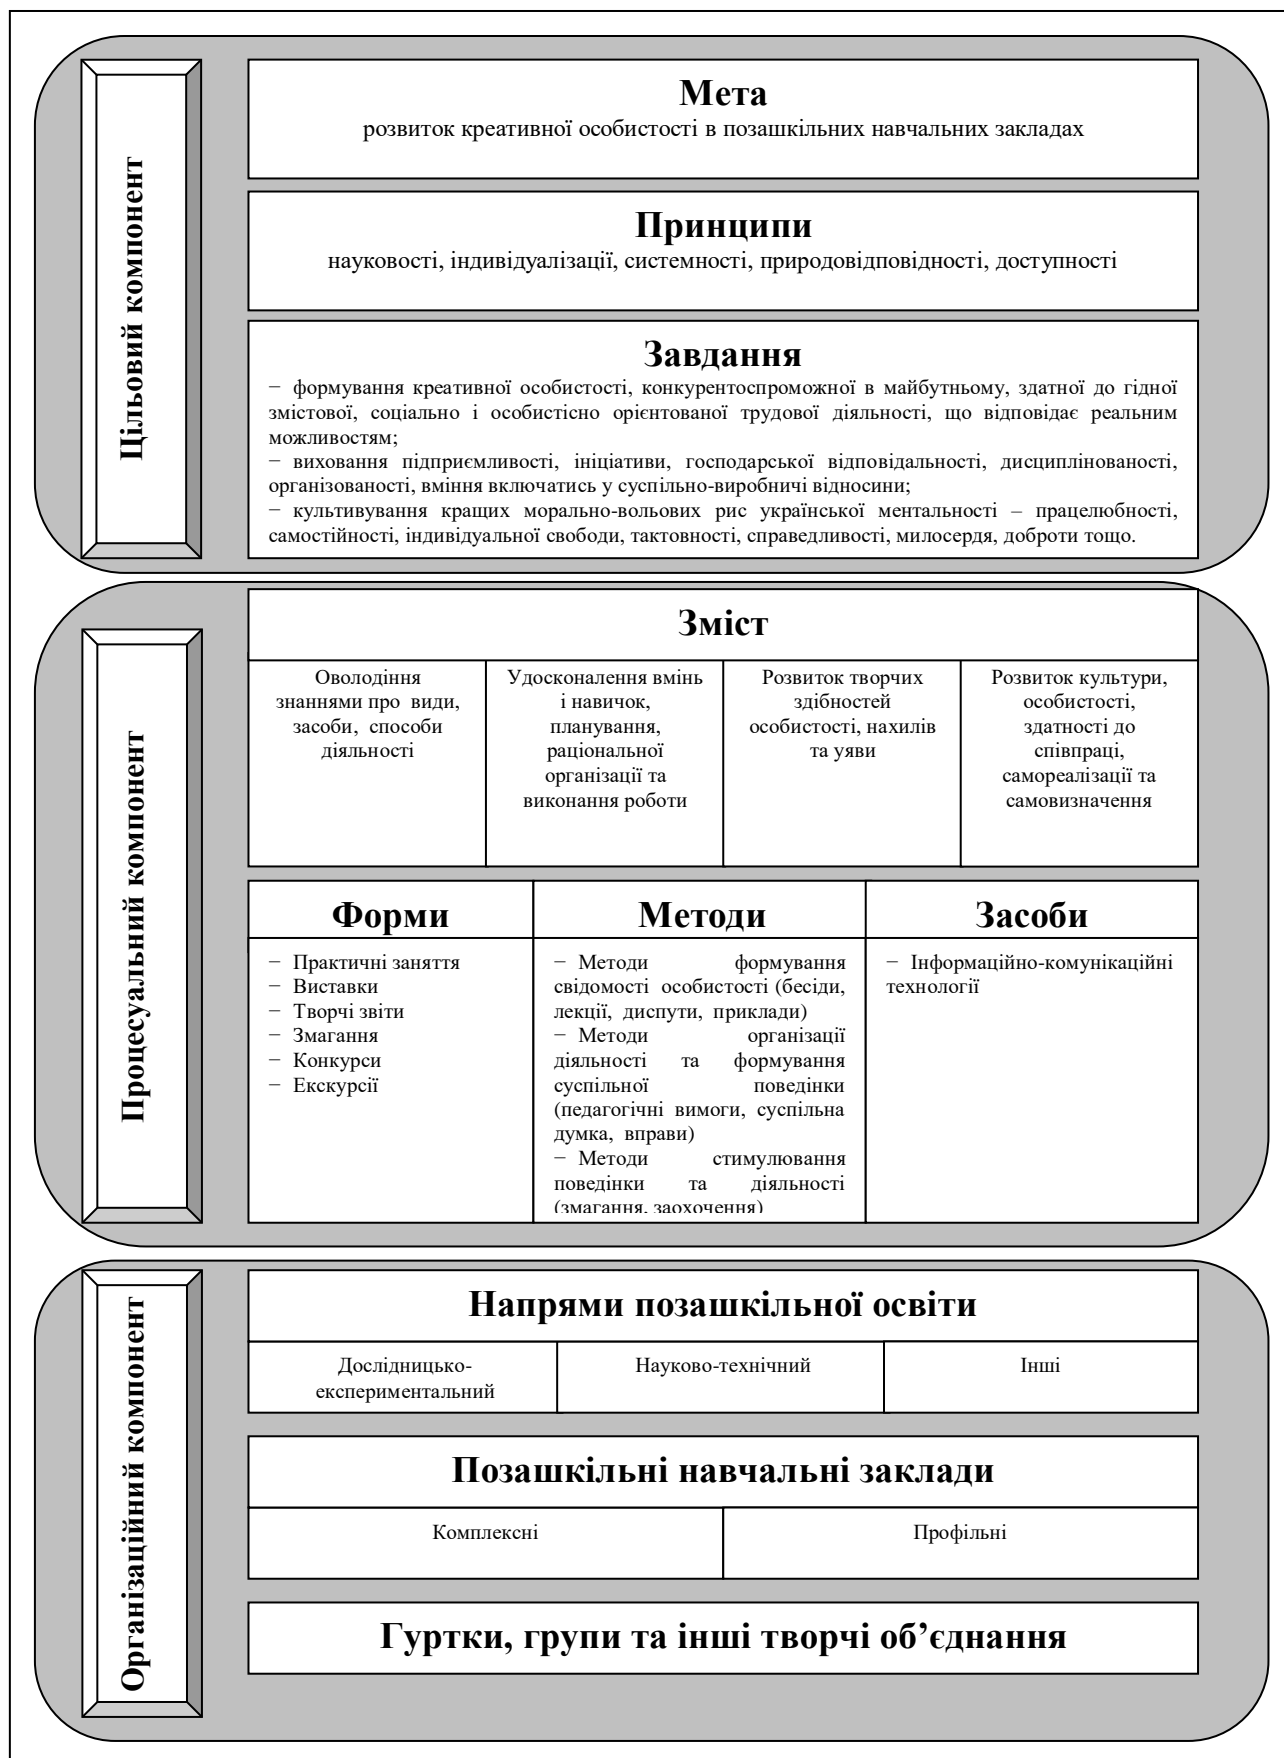 Цільовий компонент
Мета
розвиток креативної особистості в позашкільних навчальних закладах
Принципи
науковості, індивідуалізації, системності, природовідповідності, доступності
Завдання
− формування креативної особистості, конкурентоспроможної в майбутньому, здатної до гідної
змістової, соціально і особистісно орієнтованої трудової діяльності, що відповідає реальним
можливостям;
− виховання підприємливості, ініціативи, господарської відповідальності, дисциплінованості,
організованості, вміння включатись у суспільно-виробничі відносини;
− культивування кращих морально-вольових рис української ментальності – працелюбності,
самостійності, індивідуальної свободи, тактовності, справедливості, милосердя, доброти тощо.
Процесуальний компонент
Зміст
Оволодіння
знаннями про види,
засоби, способи
діяльності
Удосконалення вмінь
і навичок,
планування,
раціональної
організації та
виконання роботи
Розвиток творчих
здібностей
особистості, нахилів
та уяви
Розвиток культури,
особистості,
здатності до
співпраці,
самореалізації та
самовизначення
Форми
− Практичні заняття
− Виставки
− Творчі звіти
− Змагання
− Конкурси
− Екскурсії
Методи
− Методи формування
свідомості особистості (бесіди,
лекції, диспути, приклади)
− Методи організації
діяльності та формування
суспільної поведінки
(педагогічні вимоги, суспільна
думка, вправи)
− Методи стимулювання
поведінки та діяльності
(змагання, заохочення)
Засоби
− Інформаційно-комунікаційні
технології
Організаційний компонент
Напрями позашкільної освіти
Дослідницько-
експериментальний
Науково-технічний
Інші
Позашкільні навчальні заклади
Комплексні
Профільні
Гуртки, групи та інші творчі об’єднання